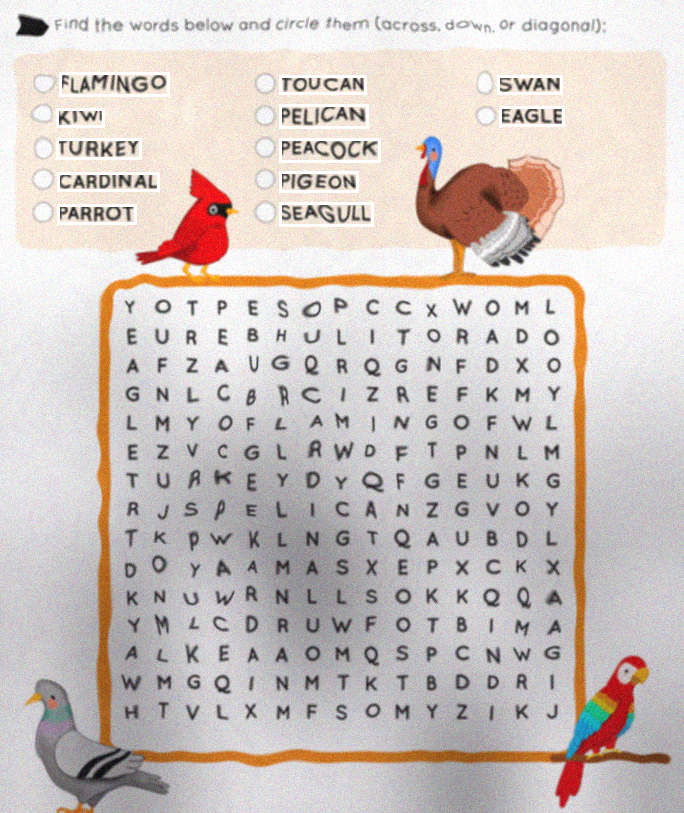 Find the words below and circle them (across, down, or diagonal):
FLAMINGO TOUCAN SWAN
KIWI PELICAN EAGLE
TURKEY PEACOCK
CARDINAL PIGEON
PARROT SEAGULL
Y O T P E S O P C C X W O M L
E U R E B H U L I T O R A D O
A F Z A U G Q R Q G N F D X O
G N L C B R C I Z R E F K M Y
L M Y O F L A M I N G O F W L
E Z V C G L R W D F T P N L M
T U R K E Y D Y Q F G E U K G
R J S P E L I C A N Z G V O Y
T K P W K L N G T Q A U B D L
D O Y A A M A S X E P X C K X
K N U W R N L L S O K K Q Q A
Y M L C D R U W F O T B I M A
A L K E A A O M Q S P C N W G
W M G Q I N M T K T B D D R I
H T V L X M F S O M Y Z I K J